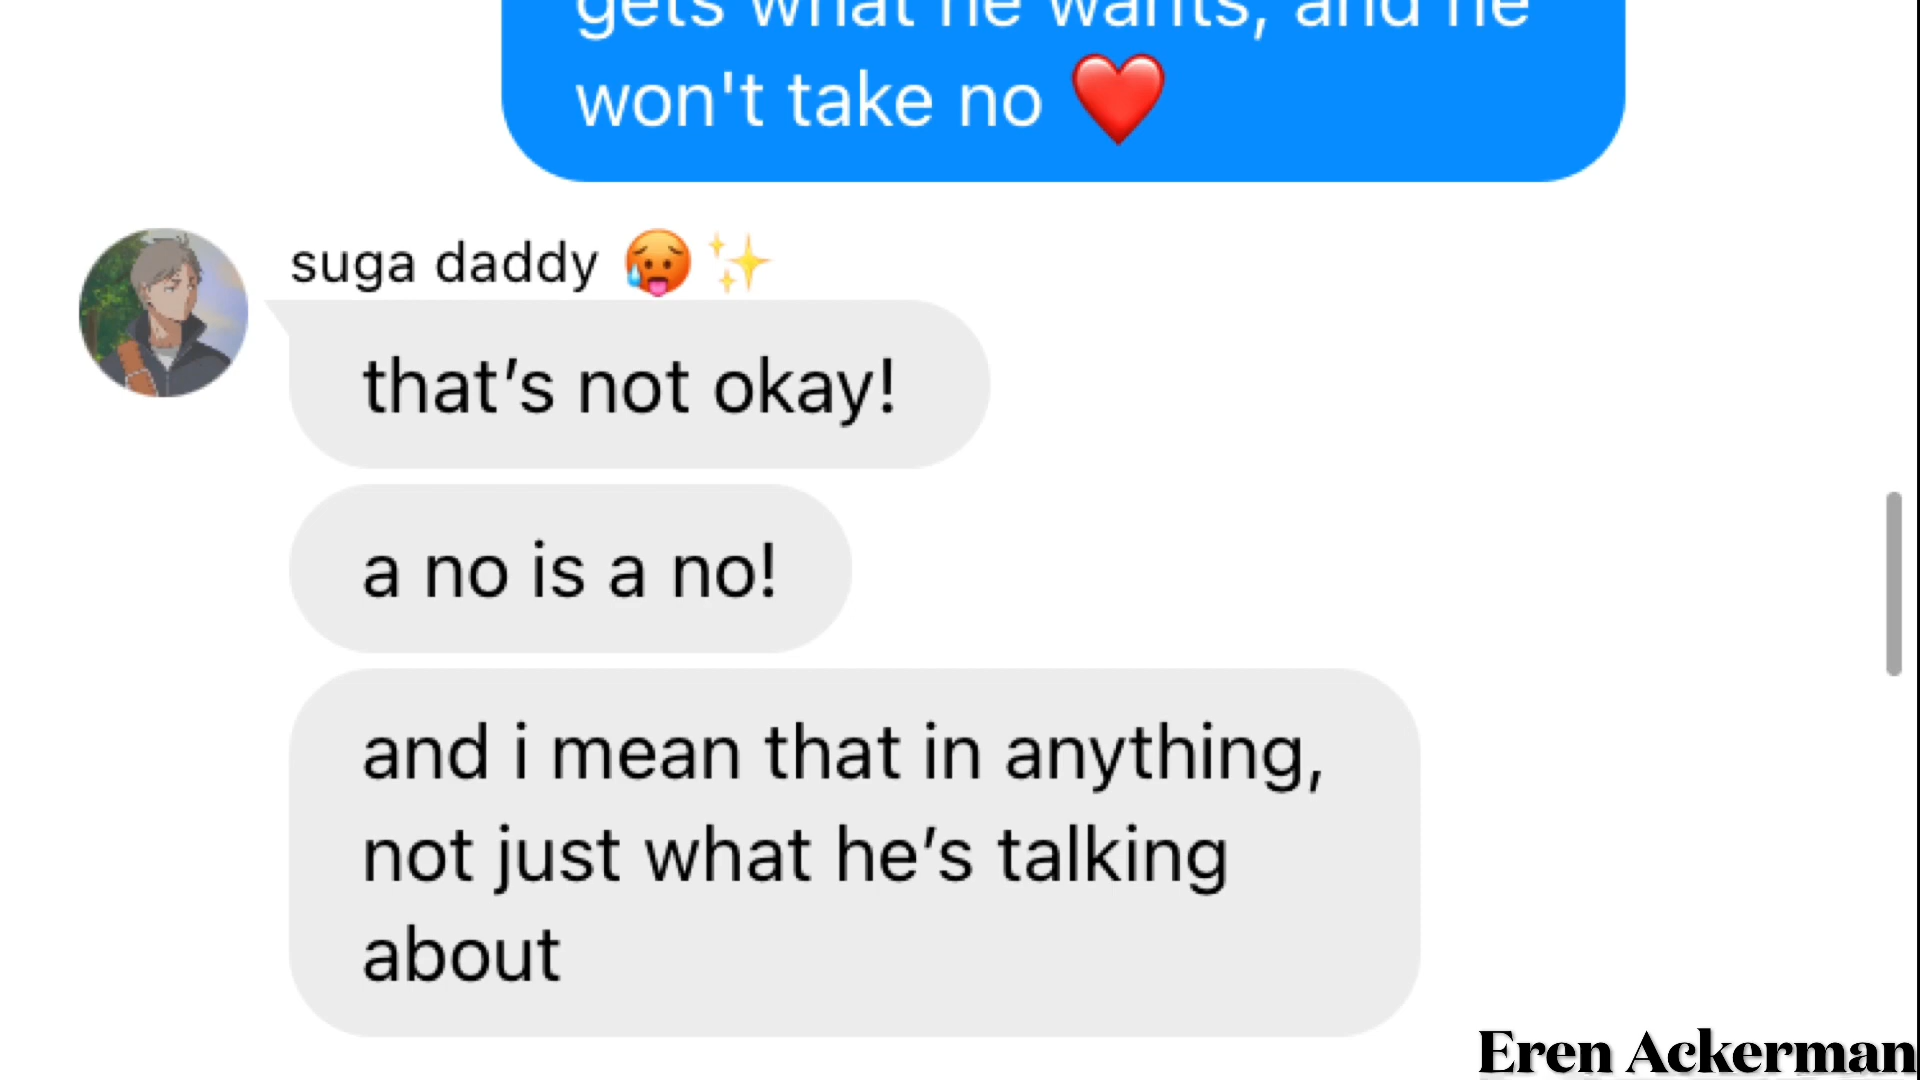 gets what he wants, and he
won't take no ❤️
suga daddy 🥵 ✨
that’s not okay!
a no is a no!
and i mean that in anything,
not just what he’s talking
about
Eren Ackerman